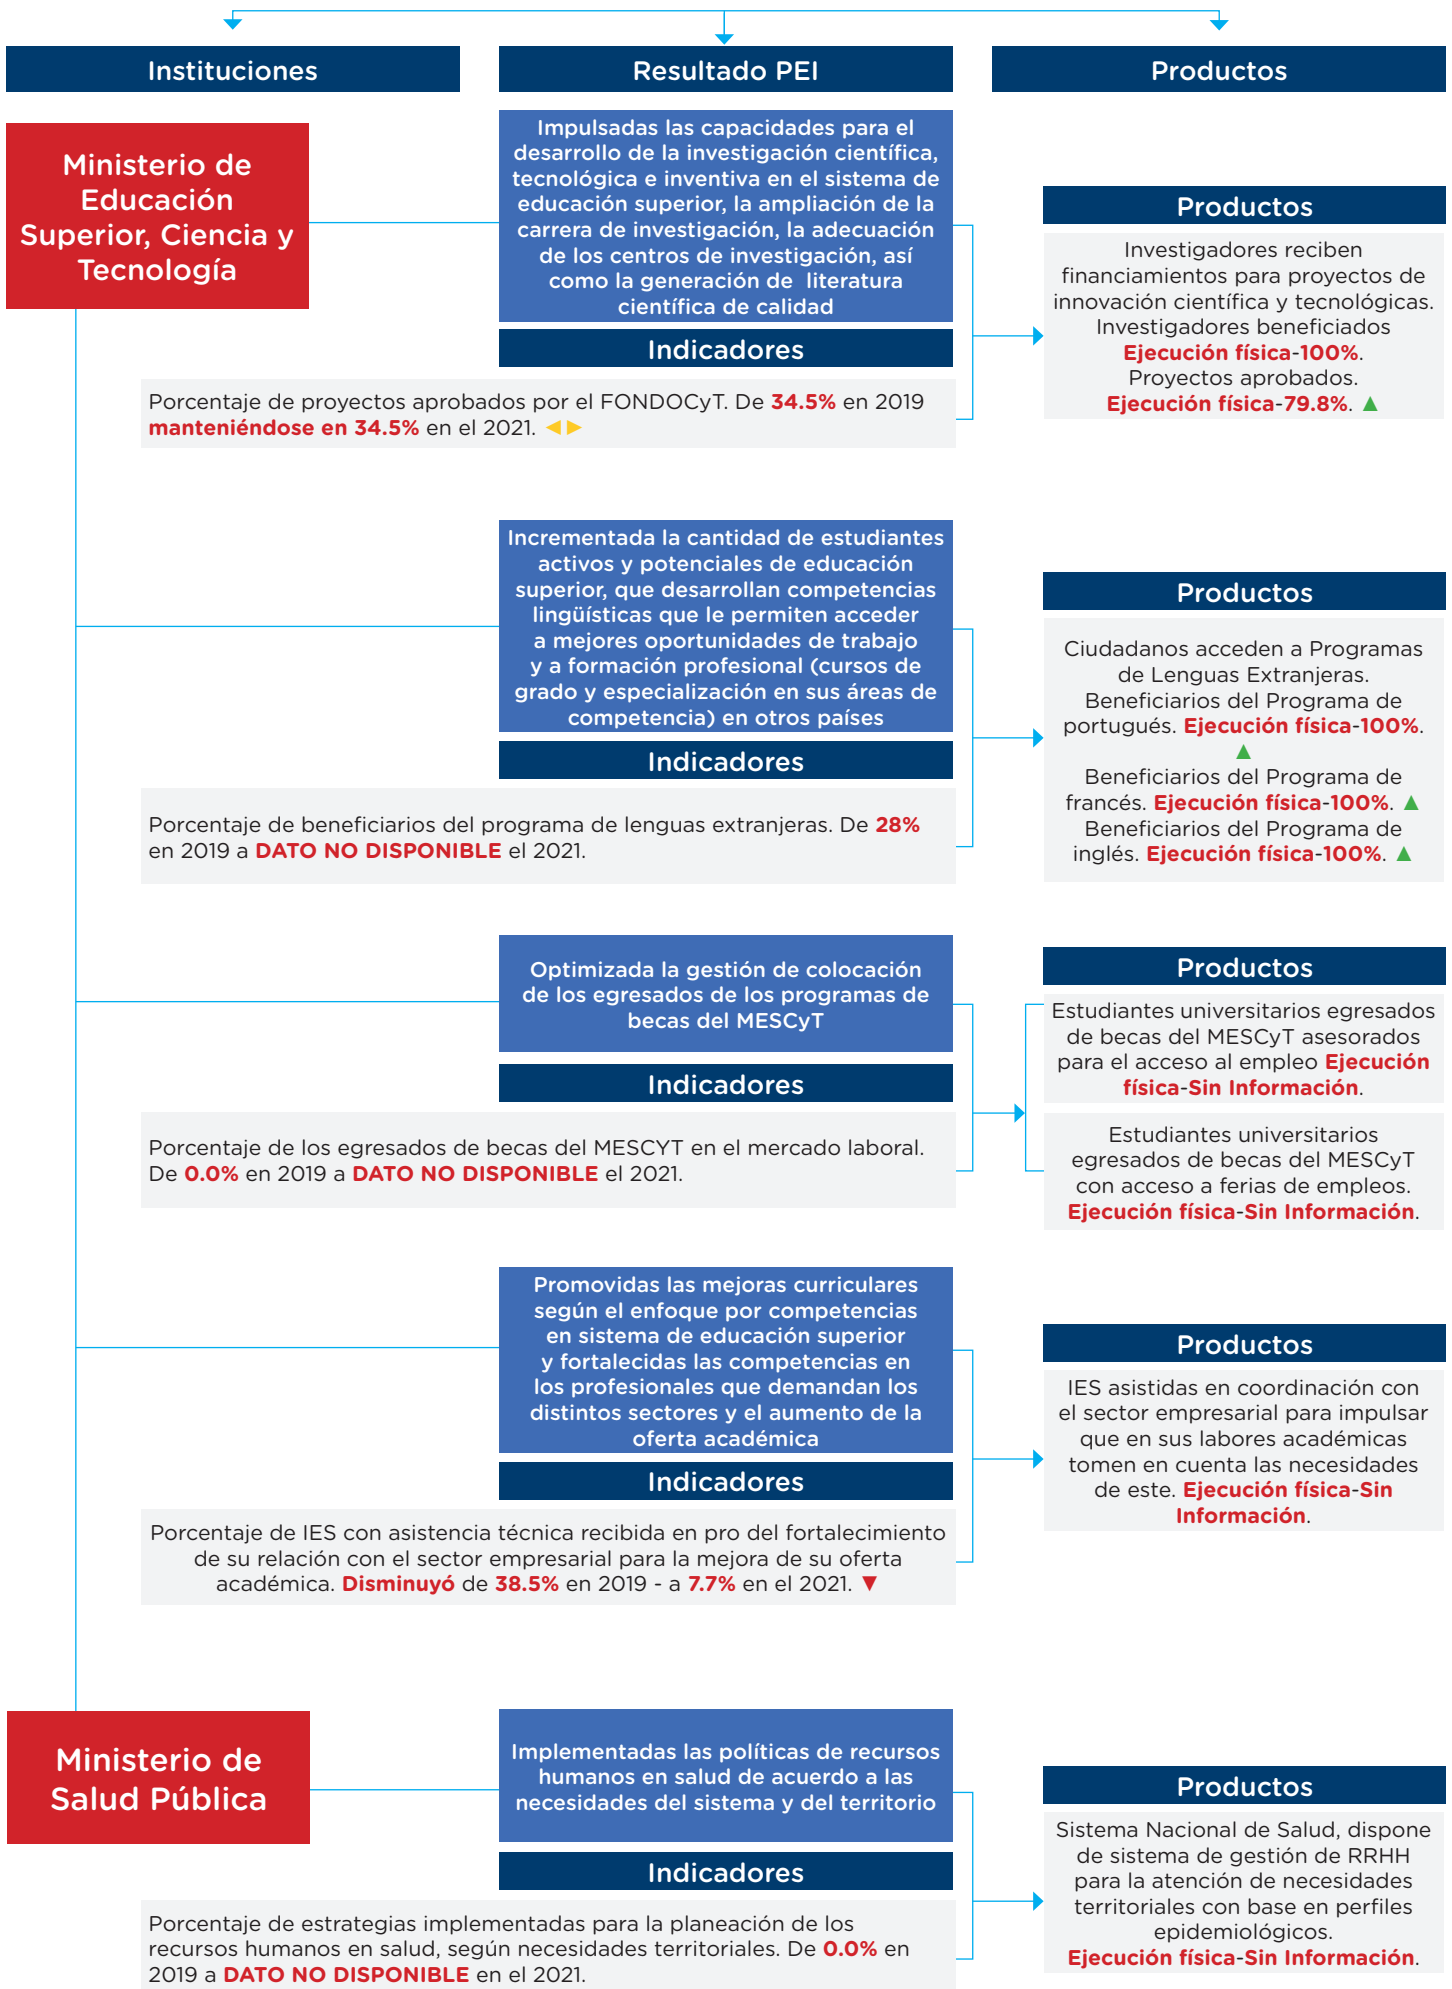 Instituciones
Resultado PEI
Productos
Ministerio de
Educación
Superior, Ciencia y
Tecnología
Impulsadas las capacidades para el
desarrollo de la investigación científica,
tecnológica e inventiva en el sistema de
educación superior, la ampliación de la
carrera de investigación, la adecuación
de los centros de investigación, así
como la generación de literatura
científica de calidad
Indicadores
Porcentaje de proyectos aprobados por el FONDOCyT. De 34.5% en 2019
manteniéndose en 34.5% en el 2021. ◄►
Productos
Investigadores reciben
financiamientos para proyectos de
innovación científica y tecnológicas.
Investigadores beneficiados
Ejecución física-100%.
Proyectos aprobados.
Ejecución física-79.8%. ▲
Incrementada la cantidad de estudiantes
activos y potenciales de educación
superior, que desarrollan competencias
lingüísticas que le permiten acceder
a mejores oportunidades de trabajo
y a formación profesional (cursos de
grado y especialización en sus áreas de
competencia) en otros países
Indicadores
Porcentaje de beneficiarios del programa de lenguas extranjeras. De 28%
en 2019 a DATO NO DISPONIBLE el 2021.
Productos
Ciudadanos acceden a Programas
de Lenguas Extranjeras.
Beneficiarios del Programa de
portugués. Ejecución física-100%.
▲
Beneficiarios del Programa de
francés. Ejecución física-100%. ▲
Beneficiarios del Programa de
inglés. Ejecución física-100%. ▲
Optimizada la gestión de colocación
de los egresados de los programas de
becas del MESCyT
Indicadores
Porcentaje de los egresados de becas del MESCYT en el mercado laboral.
De 0.0% en 2019 a DATO NO DISPONIBLE el 2021.
Productos
Estudiantes universitarios egresados
de becas del MESCyT asesorados
para el acceso al empleo Ejecución
física-Sin Información.
Estudiantes universitarios
egresados de becas del MESCyT
con acceso a ferias de empleos.
Ejecución física-Sin Información.
Promovidas las mejoras curriculares
según el enfoque por competencias
en sistema de educación superior
y fortalecidas las competencias en
los profesionales que demandan los
distintos sectores y el aumento de la
oferta académica
Indicadores
Porcentaje de IES con asistencia técnica recibida en pro del fortalecimiento
de su relación con el sector empresarial para la mejora de su oferta
académica. Disminuyó de 38.5% en 2019 - a 7.7% en el 2021. ▼
Productos
IES asistidas en coordinación con
el sector empresarial para impulsar
que en sus labores académicas
tomen en cuenta las necesidades
de este. Ejecución física-Sin
Información.
Ministerio de
Salud Pública
Implementadas las políticas de recursos
humanos en salud de acuerdo a las
necesidades del sistema y del territorio
Indicadores
Porcentaje de estrategias implementadas para la planeación de los
recursos humanos en salud, según necesidades territoriales. De 0.0% en
2019 a DATO NO DISPONIBLE en el 2021.
Productos
Sistema Nacional de Salud, dispone
de sistema de gestión de RRHH
para la atención de necesidades
territoriales con base en perfiles
epidemiológicos.
Ejecución física-Sin Información.